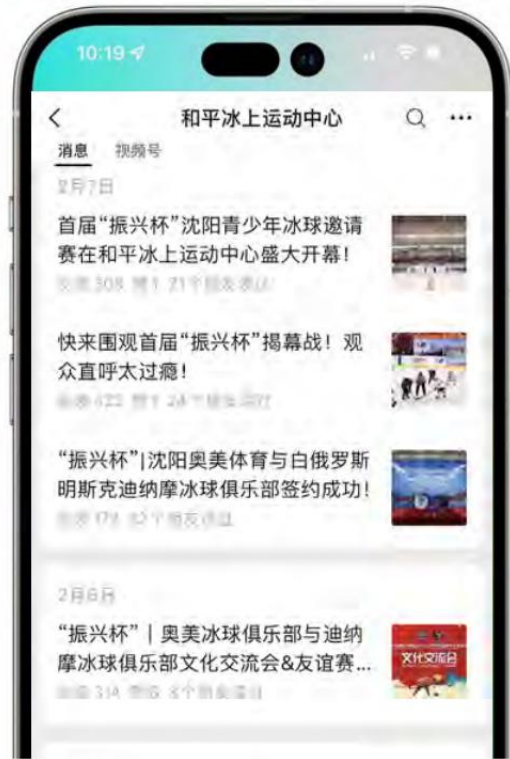 10:19
和平冰上运动中心
消息 视频号
2月7日
首届“振兴杯”沈阳青少年冰球邀请
赛在和平冰上运动中心盛大开幕！
快来围观首届“振兴杯”揭幕战！观
众直呼太过瘾！
“振兴杯”|沈阳奥美体育与白俄罗斯
明斯克迪纳摩冰球俱乐部签约成功！
2月6日
“振兴杯”丨奥美冰球俱乐部与迪纳
摩冰球俱乐部文化交流会&友谊赛...
文化交流会